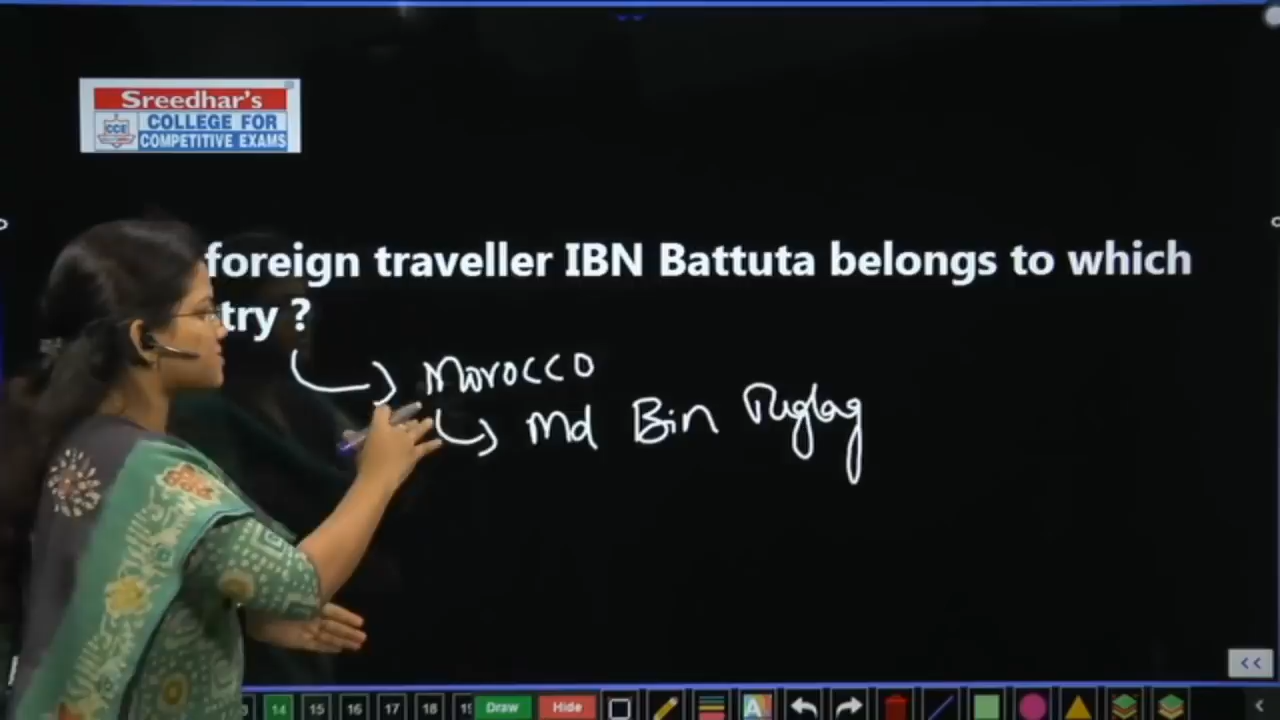 Sreedhar's
CCE
COLLEGE FOR
COMPETITIVE EXAMS
foreign traveller IBN Battuta belongs to which
try ?
Morocco
Md Bin Tuglag
14 15 16 17 18
Draw
Hide
A
<<
<